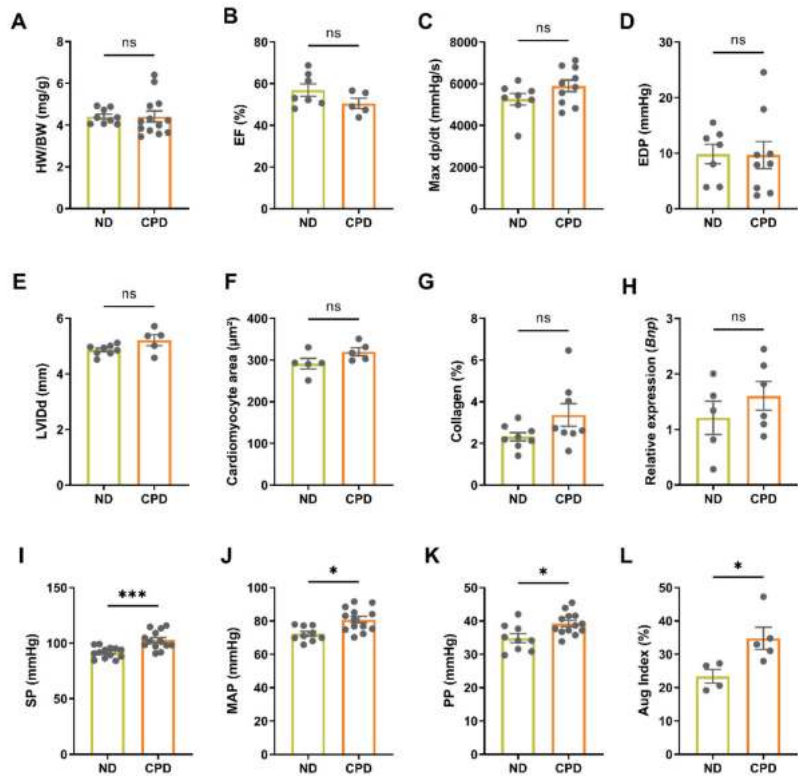 A
ns
HW/BW (mg/g)
8
6
4
2
0
ND CPD
B
ns
EF (%)
80
60
40
20
0
ND CPD
C
ns
Max dp/dt (mmHg/s)
8000
6000
4000
2000
0
ND CPD
D
ns
EDP (mmHg)
30
20
10
0
ND CPD
E
ns
LVIDd (mm)
6
4
2
0
ND CPD
F
ns
Cardiomyocyte area (µm²)
400
300
200
100
0
ND CPD
G
ns
Collagen (%)
8
6
4
2
0
ND CPD
H
ns
Relative expression (Bnp)
3
2
1
0
ND CPD
I
***
SP (mmHg)
150
100
50
0
ND CPD
J
*
MAP (mmHg)
100
80
60
40
20
0
ND CPD
K
*
PP (mmHg)
50
40
30
20
10
0
ND CPD
L
*
Aug Index (%)
50
40
30
20
10
0
ND CPD